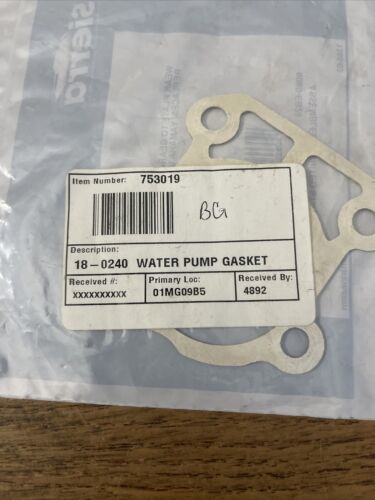 sierra
Item Number: 753019
BG
Description:
18-0240 WATER PUMP GASKET
Received #: Primary Loc: Received By:
xxxxxxxxxx 01MG09B5 4892